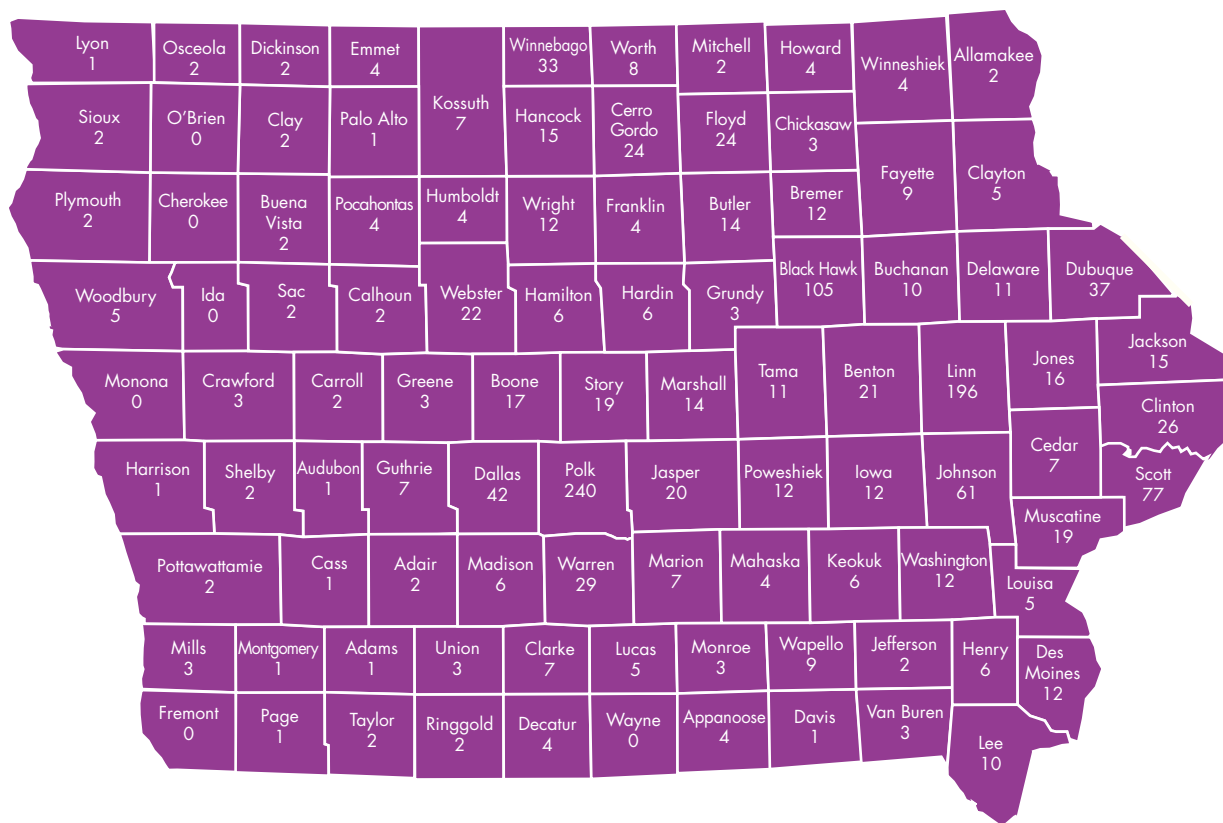 Lyon
1
Osceola
2
Dickinson
2
Emmet
4
Kossuth
7
Winnebago
33
Worth
8
Mitchell
2
Howard
4
Winneshiek
4
Allamakee
2
Sioux
2
O'Brien
0
Clay
2
Palo Alto
1
Hancock
15
Cerro
Gordo
24
Floyd
24
Chickasaw
3
Fayette
9
Clayton
5
Plymouth
2
Cherokee
0
Buena
Vista
2
Pocahontas
4
Humboldt
4
Wright
12
Franklin
4
Butler
14
Bremer
12
Woodbury
5
Ida
0
Sac
2
Calhoun
2
Webster
22
Hamilton
6
Hardin
6
Grundy
3
Black Hawk
105
Buchanan
10
Delaware
11
Dubuque
37
Monona
0
Crawford
3
Carroll
2
Greene
3
Boone
17
Story
19
Marshall
14
Tama
11
Benton
21
Linn
196
Jones
16
Jackson
15
Clinton
26
Harrison
1
Shelby
2
Audubon
1
Guthrie
7
Dallas
42
Polk
240
Jasper
20
Poweshiek
12
Iowa
12
Johnson
61
Cedar
7
Scott
77
Muscatine
19
Pottawattamie
2
Cass
1
Adair
2
Madison
6
Warren
29
Marion
7
Mahaska
4
Keokuk
6
Washington
12
Louisa
5
Mills
3
Montgomery
1
Adams
1
Union
3
Clarke
7
Lucas
5
Monroe
3
Wapello
9
Jefferson
2
Henry
6
Des
Moines
12
Fremont
0
Page
1
Taylor
2
Ringgold
2
Decatur
4
Wayne
0
Appanoose
4
Davis
1
Van Buren
3
Lee
10